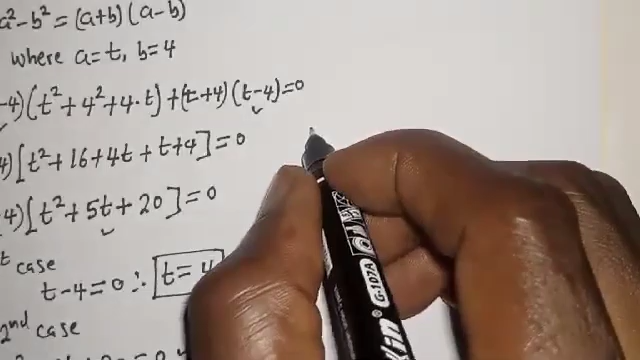 a² - b² = (a+b) (a-b)
where a = t, b = 4
-4) (t² + 4² + 4·t) + (t+4) (t-4) = 0
4) [t² + 16 + 4t + t+4] = 0
4) [t² + 5t + 20] = 0
t case
t-4 = 0 ∴ t = 4
2nd case
G-107A